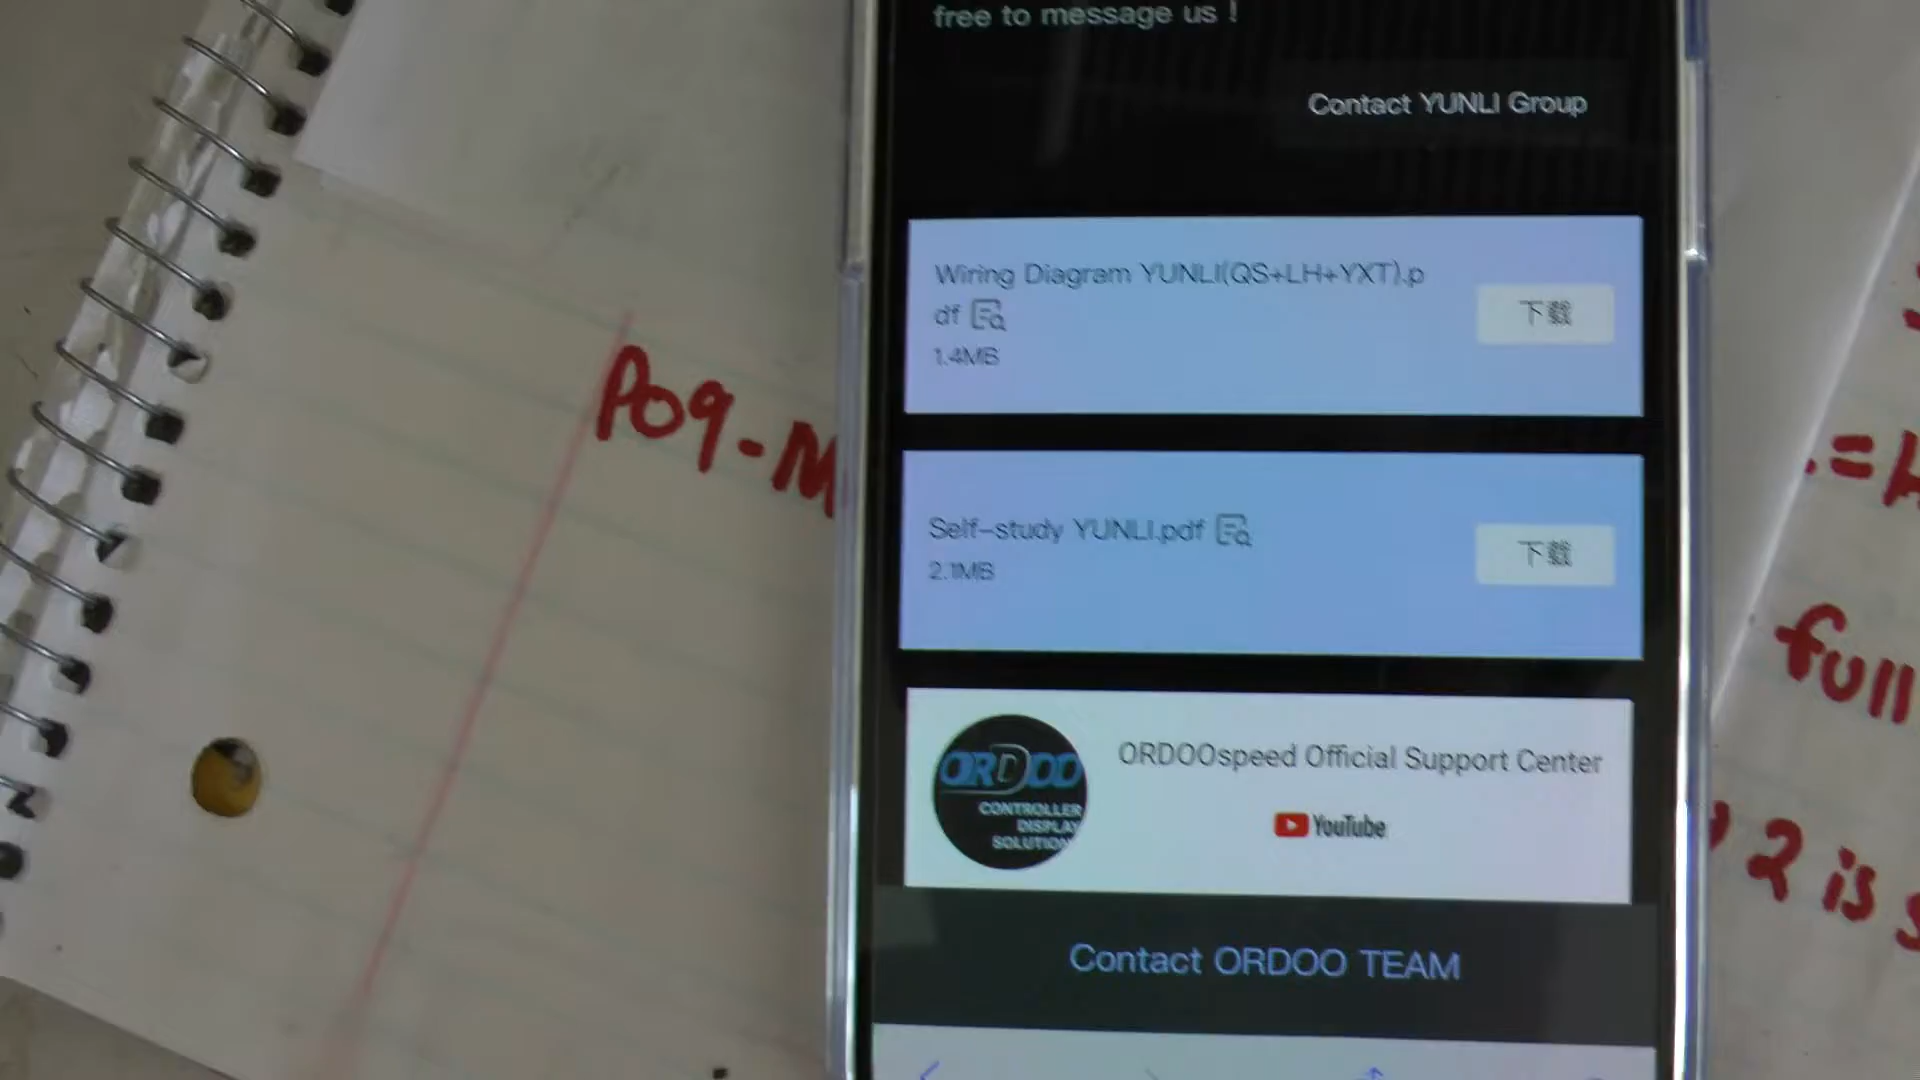 free to message us !
Contact YUNLI Group
Wiring Diagram YUNLI(QS+LH+YXT).p
df
1.4MB
下载
Self-study YUNLI.pdf
2.1MB
下载
ORDOO
CONTROLLER
DISPLAY
SOLUTION
ORDOOspeed Official Support Center
YouTube
Contact ORDOO TEAM
P09-M
full
2 is